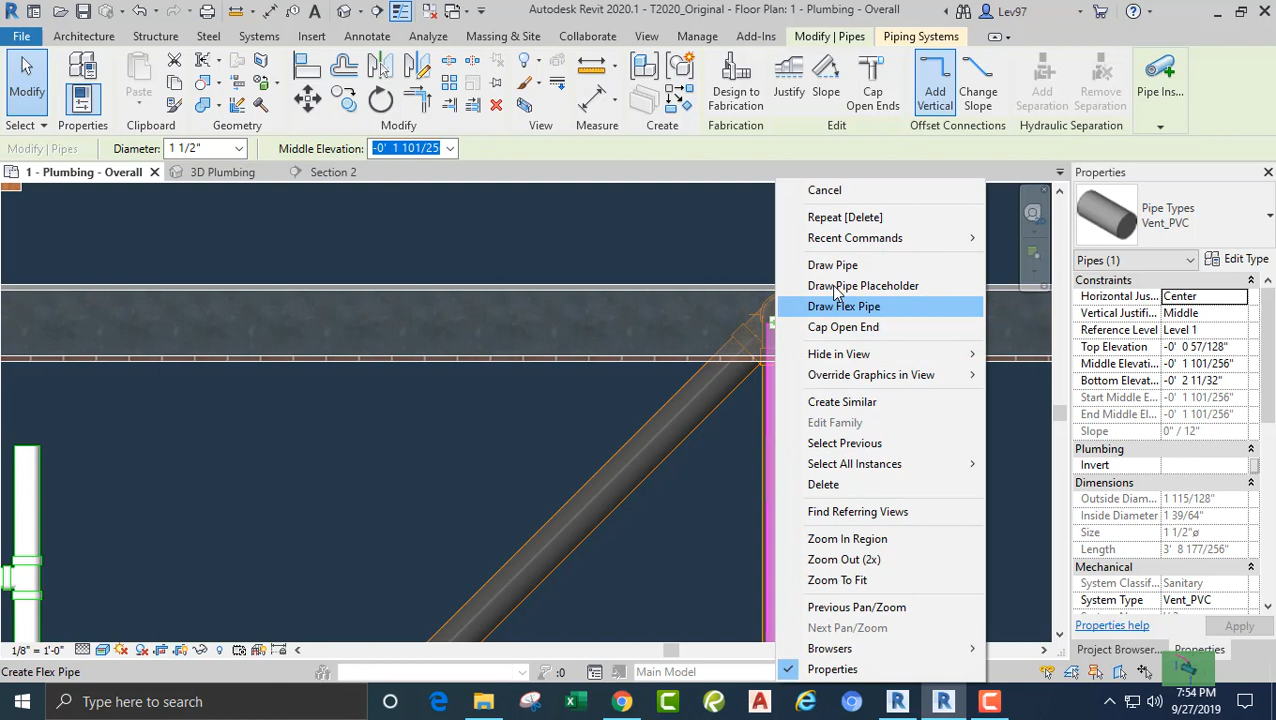 Autodesk Revit 2020.1 - T2020_Original - Floor Plan: 1 - Plumbing - Overall
Lev97
File
Architecture
Structure
Steel
Systems
Insert
Annotate
Analyze
Massing & Site
Collaborate
View
Manage
Add-Ins
Modify | Pipes
Piping Systems
Modify
Paste
Design to
Fabrication
Justify
Slope
Cap
Open Ends
Add
Vertical
Change
Slope
Add
Separation
Remove
Separation
Pipe Ins...
Select
Properties
Clipboard
Geometry
Modify
View
Measure
Create
Fabrication
Edit
Offset Connections
Hydraulic Separation
Modify | Pipes
Diameter: 1 1/2"
Middle Elevation: -0' 1 101/25
1 - Plumbing - Overall
3D Plumbing
Section 2
Cancel
Repeat [Delete]
Recent Commands
Draw Pipe
Draw Pipe Placeholder
Draw Flex Pipe
Cap Open End
Hide in View
Override Graphics in View
Create Similar
Edit Family
Select Previous
Select All Instances
Delete
Find Referring Views
Zoom In Region
Zoom Out (2x)
Zoom To Fit
Previous Pan/Zoom
Next Pan/Zoom
Browsers
Properties
Properties
Pipe Types
Vent_PVC
Pipes (1)
Edit Type
Constraints
Horizontal Jus... Center
Vertical Justifi... Middle
Reference Level Level 1
Top Elevation -0' 0 57/128"
Middle Elevati... -0' 1 101/256"
Bottom Elevat... -0' 2 11/32"
Start Middle E... -0' 1 101/256"
End Middle El... -0' 1 101/256"
Slope 0" / 12"
Plumbing
Invert
Dimensions
Outside Diam... 1 115/128"
Inside Diameter 1 39/64"
Size 1 1/2"ø
Length 3' 8 177/256"
Mechanical
System Classif... Sanitary
System Type Vent_PVC
Properties help
Apply
Project Browser...
Properties
1/8" = 1'-0"
Create Flex Pipe
:0
Main Model
Type here to search
7:54 PM
9/27/2019